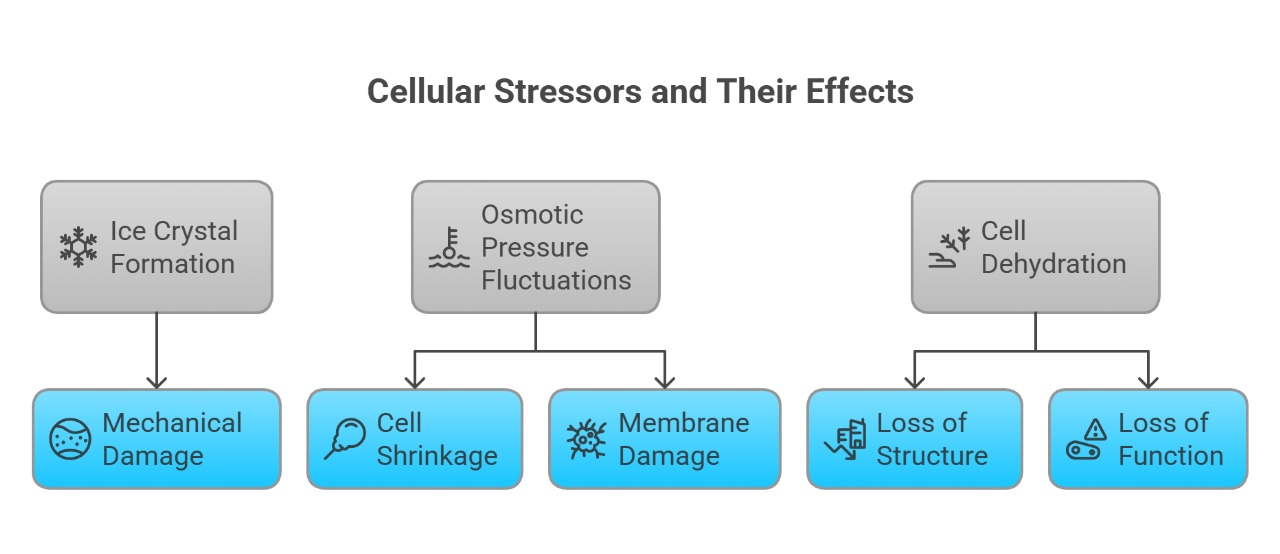 Cellular Stressors and Their Effects
Ice Crystal
Formation
Osmotic
Pressure
Fluctuations
Cell
Dehydration
Mechanical
Damage
Cell
Shrinkage
Membrane
Damage
Loss of
Structure
Loss of
Function